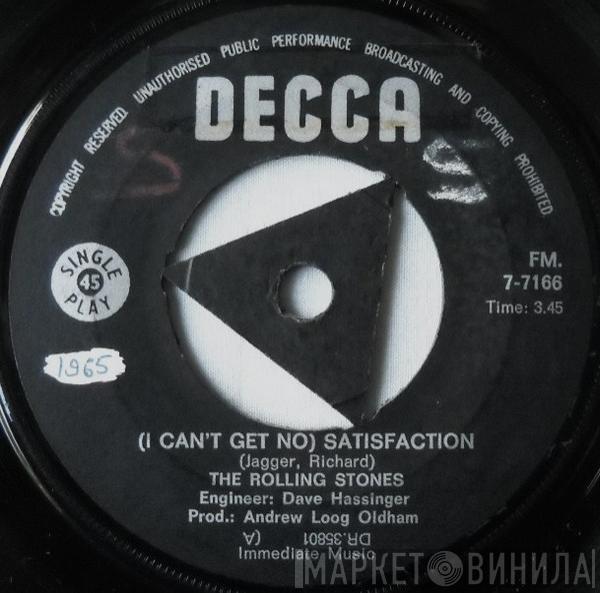 COPYRIGHT RESERVED UNAUTHORISED PUBLIC PERFORMANCE BROADCASTING AND COPYING PROHIBITED
DECCA
S
S
SINGLE
45
PLAY
FM.
7-7166
Time: 3.45
1965
(I CAN'T GET NO) SATISFACTION
(Jagger, Richard)
THE ROLLING STONES
Engineer: Dave Hassinger
Prod.: Andrew Loog Oldham
DR.35801
(A)
Immediate Music
МАРКЕТ ВИНИЛА